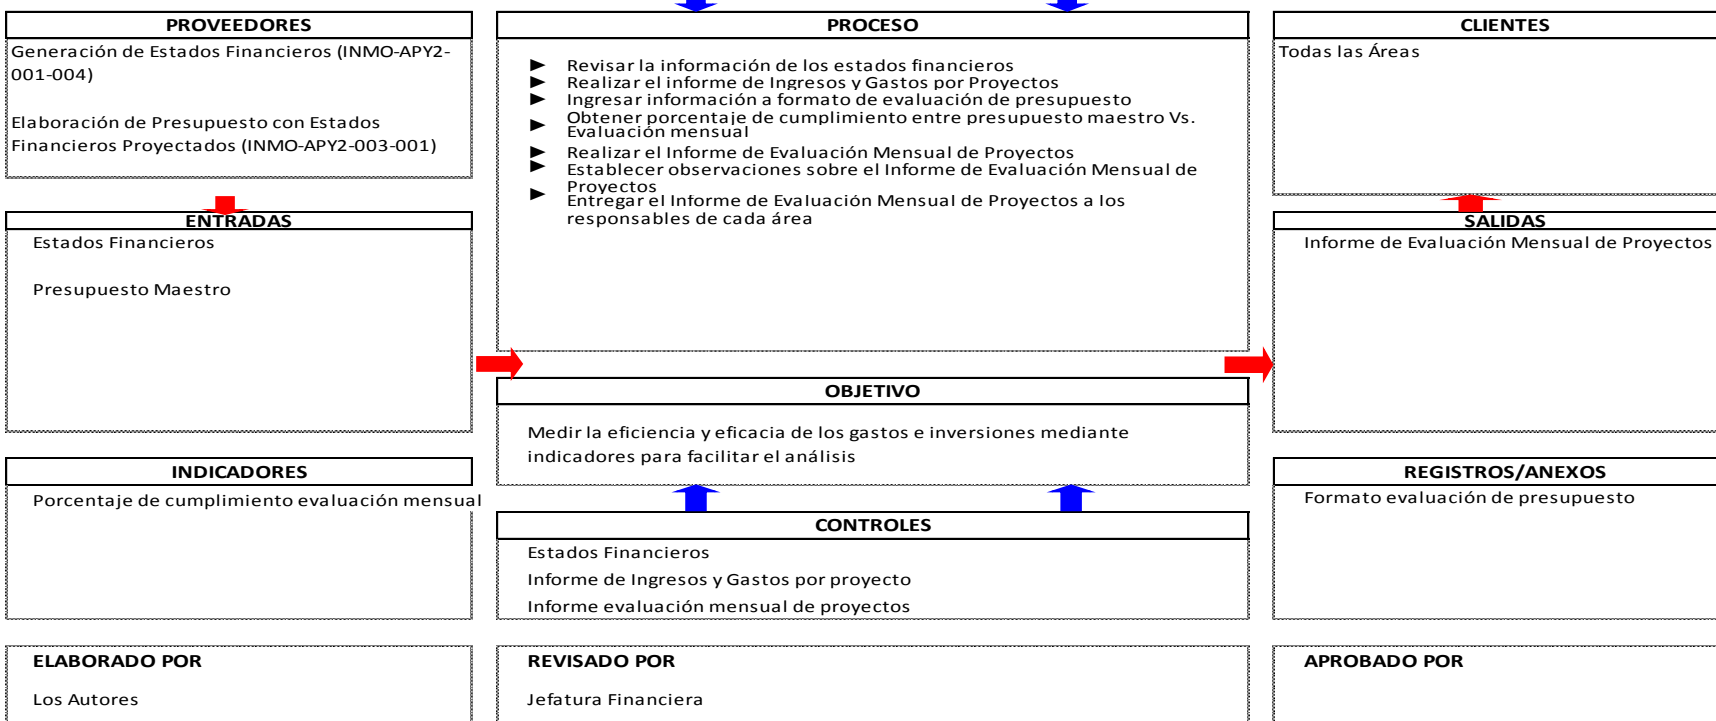 PROVEEDORES
Generación de Estados Financieros (INMO-APY2-
001-004)
Elaboración de Presupuesto con Estados
Financieros Proyectados (INMO-APY2-003-001)
ENTRADAS
Estados Financieros
Presupuesto Maestro
INDICADORES
Porcentaje de cumplimiento evaluación mensual
PROCESO
► Revisar la información de los estados financieros
► Realizar el informe de Ingresos y Gastos por Proyectos
► Ingresar información a formato de evaluación de presupuesto
► Obtener porcentaje de cumplimiento entre presupuesto maestro Vs.
Evaluación mensual
► Realizar el Informe de Evaluación Mensual de Proyectos
► Establecer observaciones sobre el Informe de Evaluación Mensual de
Proyectos
► Entregar el Informe de Evaluación Mensual de Proyectos a los
responsables de cada área
OBJETIVO
Medir la eficiencia y eficacia de los gastos e inversiones mediante
indicadores para facilitar el análisis
CONTROLES
Estados Financieros
Informe de Ingresos y Gastos por proyecto
Informe evaluación mensual de proyectos
CLIENTES
Todas las Áreas
SALIDAS
Informe de Evaluación Mensual de Proyectos
REGISTROS/ANEXOS
Formato evaluación de presupuesto
ELABORADO POR
Los Autores
REVISADO POR
Jefatura Financiera
APROBADO POR